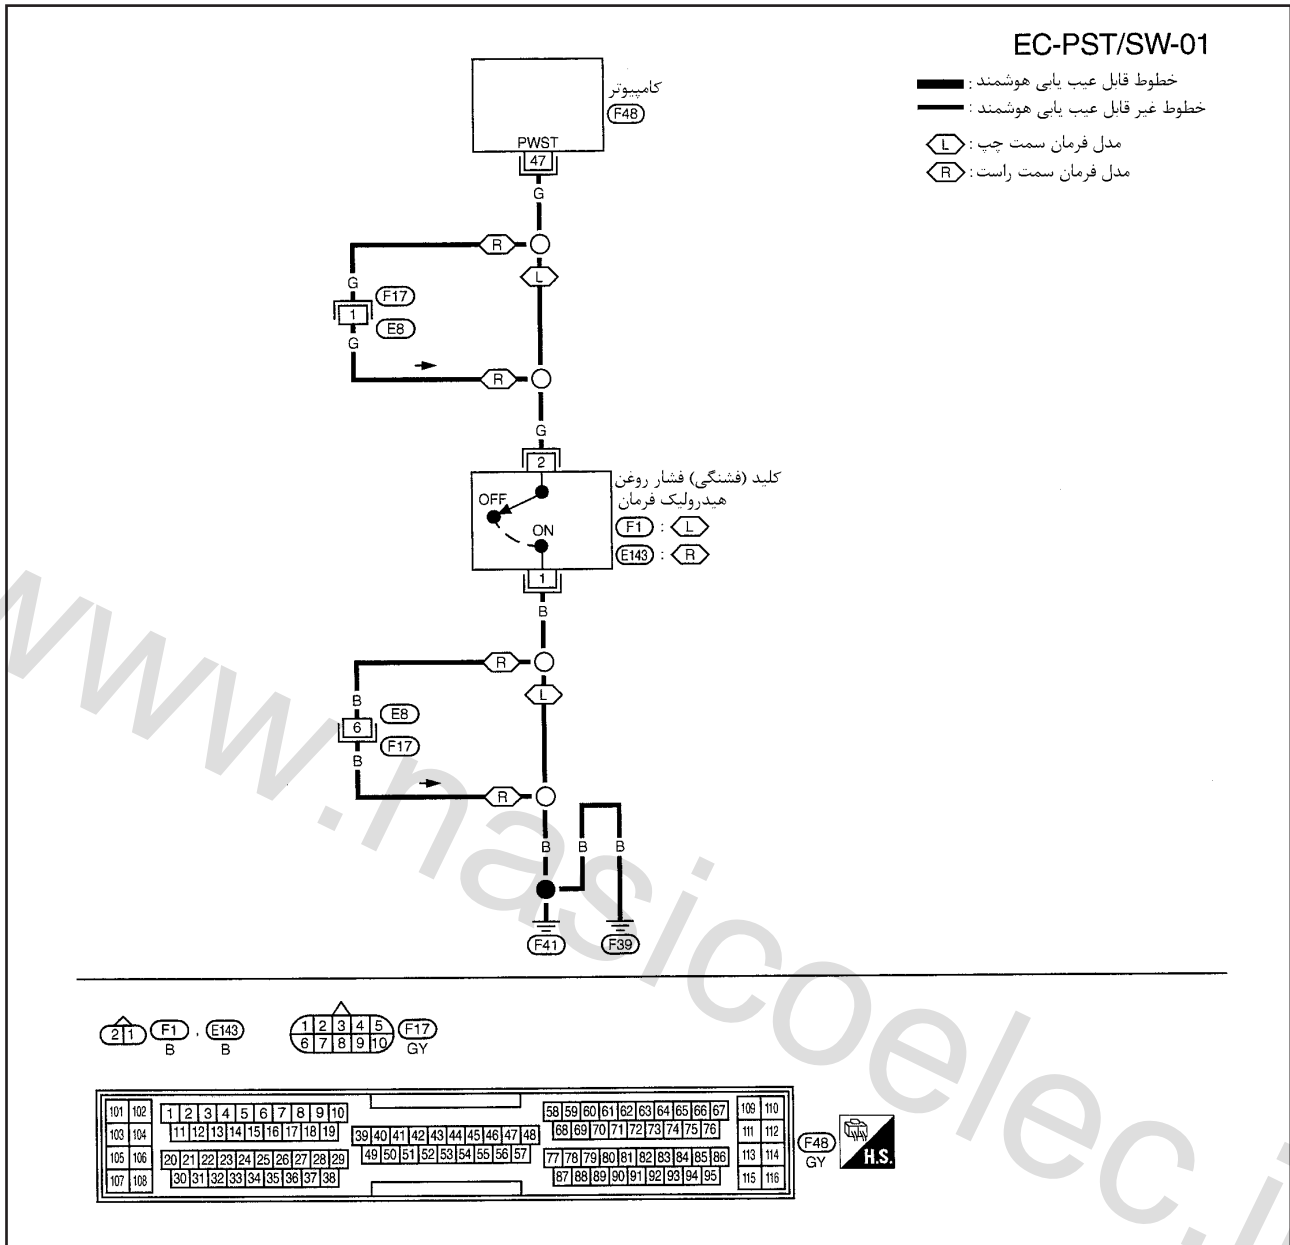 EC-PST/SW-01
خطوط قابل عیب یابی هوشمند :
خطوط غیر قابل عیب یابی هوشمند :
مدل فرمان سمت چپ : L
مدل فرمان سمت راست : R
کامپیوتر
F48
PWST
47
G
R
L
G
F17
1
E8
G
R
G
2
کلید (فشنگی) فشار روغن
هیدرولیک فرمان
OFF
ON
F1 : L
E143 : R
1
B
R
L
B
E8
6
F17
B
R
B B B
F41 F39
2 1 F1 . E143
B B
1 2 3 4 5 F17
6 7 8 9 10 GY
101 102 1 2 3 4 5 6 7 8 9 10 58 59 60 61 62 63 64 65 66 67 109 110
103 104 11 12 13 14 15 16 17 18 19 39 40 41 42 43 44 45 46 47 48 68 69 70 71 72 73 74 75 76 111 112
105 106 20 21 22 23 24 25 26 27 28 29 49 50 51 52 53 54 55 56 57 77 78 79 80 81 82 83 84 85 86 113 114
107 108 30 31 32 33 34 35 36 37 38 87 88 89 90 91 92 93 94 95 115 116
F48
GY
H.S.
www.nasicoelec.i